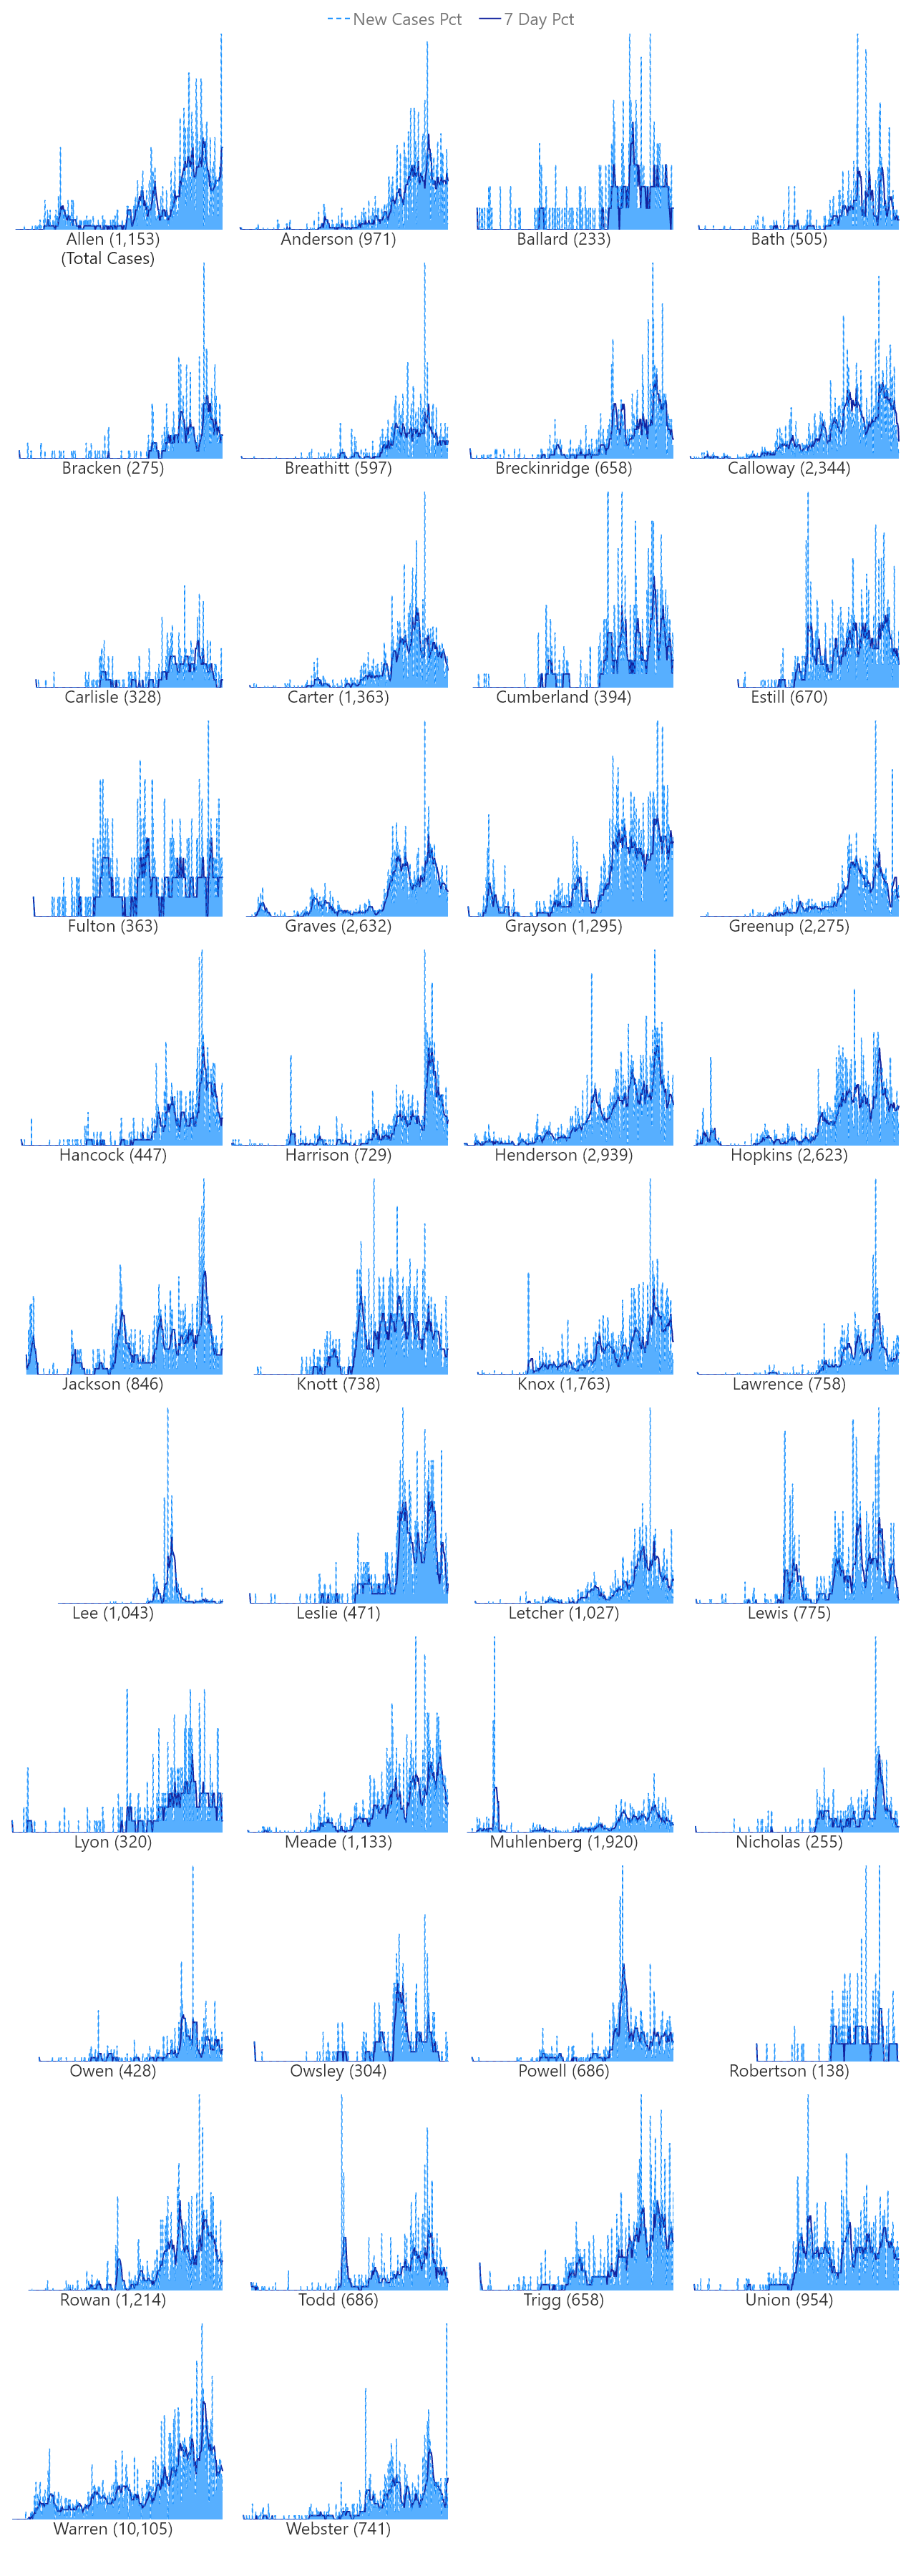 New Cases Pct 7 Day Pct
Allen (1,153) Anderson (971) Ballard (233) Bath (505)
(Total Cases)
Bracken (275) Breathitt (597) Breckinridge (658) Calloway (2,344)
Carlisle (328) Carter (1,363) Cumberland (394) Estill (670)
Fulton (363) Graves (2,632) Grayson (1,295) Greenup (2,275)
Hancock (447) Harrison (729) Henderson (2,939) Hopkins (2,623)
Jackson (846) Knott (738) Knox (1,763) Lawrence (758)
Lee (1,043) Leslie (471) Letcher (1,027) Lewis (775)
Lyon (320) Meade (1,133) Muhlenberg (1,920) Nicholas (255)
Owen (428) Owsley (304) Powell (686) Robertson (138)
Rowan (1,214) Todd (686) Trigg (658) Union (954)
Warren (10,105) Webster (741)